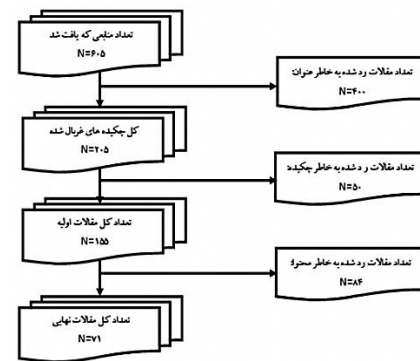 تعداد منابعی که یافت شد
N=۶۰۵
تعداد مقالات رد شده به خاطر عنوان:
N=۴۰۰
کل چکیده های غربال شده
N=۲۰۵
تعداد مقالات رد شده به خاطر چکیده:
N=۵۰
تعداد کل مقالات اولیه
N=۱۵۵
تعداد مقالات رد شده به خاطر محتوا:
N=۸۴
تعداد کل مقالات نهایی
N=۷۱